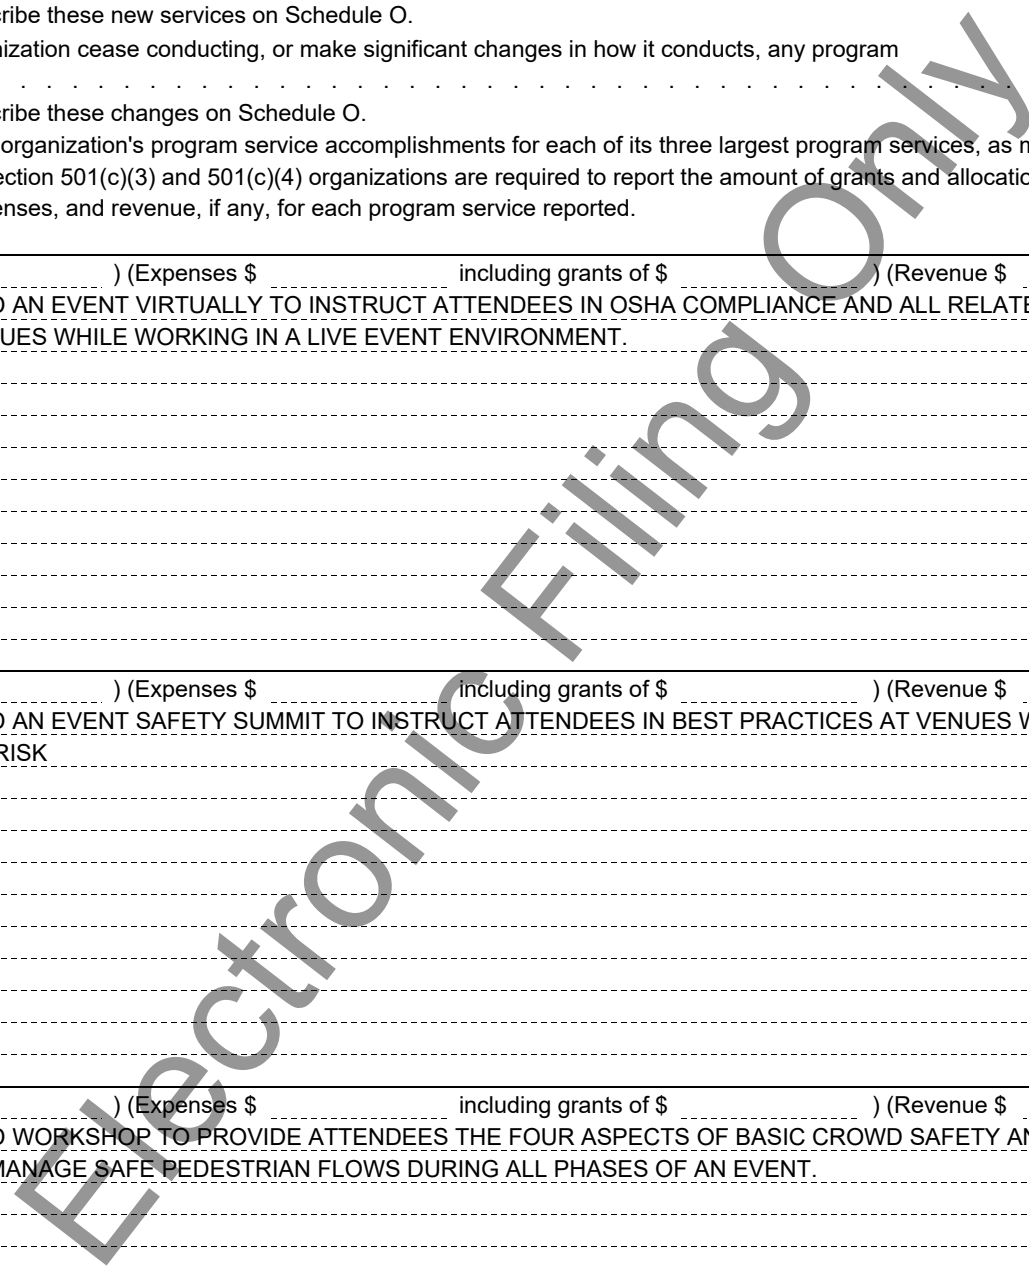 cribe these new services on Schedule O.
nization cease conducting, or make significant changes in how it conducts, any program
. . . . . . . . . . . . . . . . . . . . . . . . . . . . . . . . . . . . . . .
cribe these changes on Schedule O.
organization's program service accomplishments for each of its three largest program services, as m
ection 501(c)(3) and 501(c)(4) organizations are required to report the amount of grants and allocatio
enses, and revenue, if any, for each program service reported.
) (Expenses $ including grants of $ ) (Revenue $
D AN EVENT VIRTUALLY TO INSTRUCT ATTENDEES IN OSHA COMPLIANCE AND ALL RELATE
UES WHILE WORKING IN A LIVE EVENT ENVIRONMENT.
) (Expenses $ including grants of $ ) (Revenue $
D AN EVENT SAFETY SUMMIT TO INSTRUCT ATTENDEES IN BEST PRACTICES AT VENUES W
RISK
) (Expenses $ including grants of $ ) (Revenue $
D WORKSHOP TO PROVIDE ATTENDEES THE FOUR ASPECTS OF BASIC CROWD SAFETY AN
MANAGE SAFE PEDESTRIAN FLOWS DURING ALL PHASES OF AN EVENT.
Electronic Filing Only